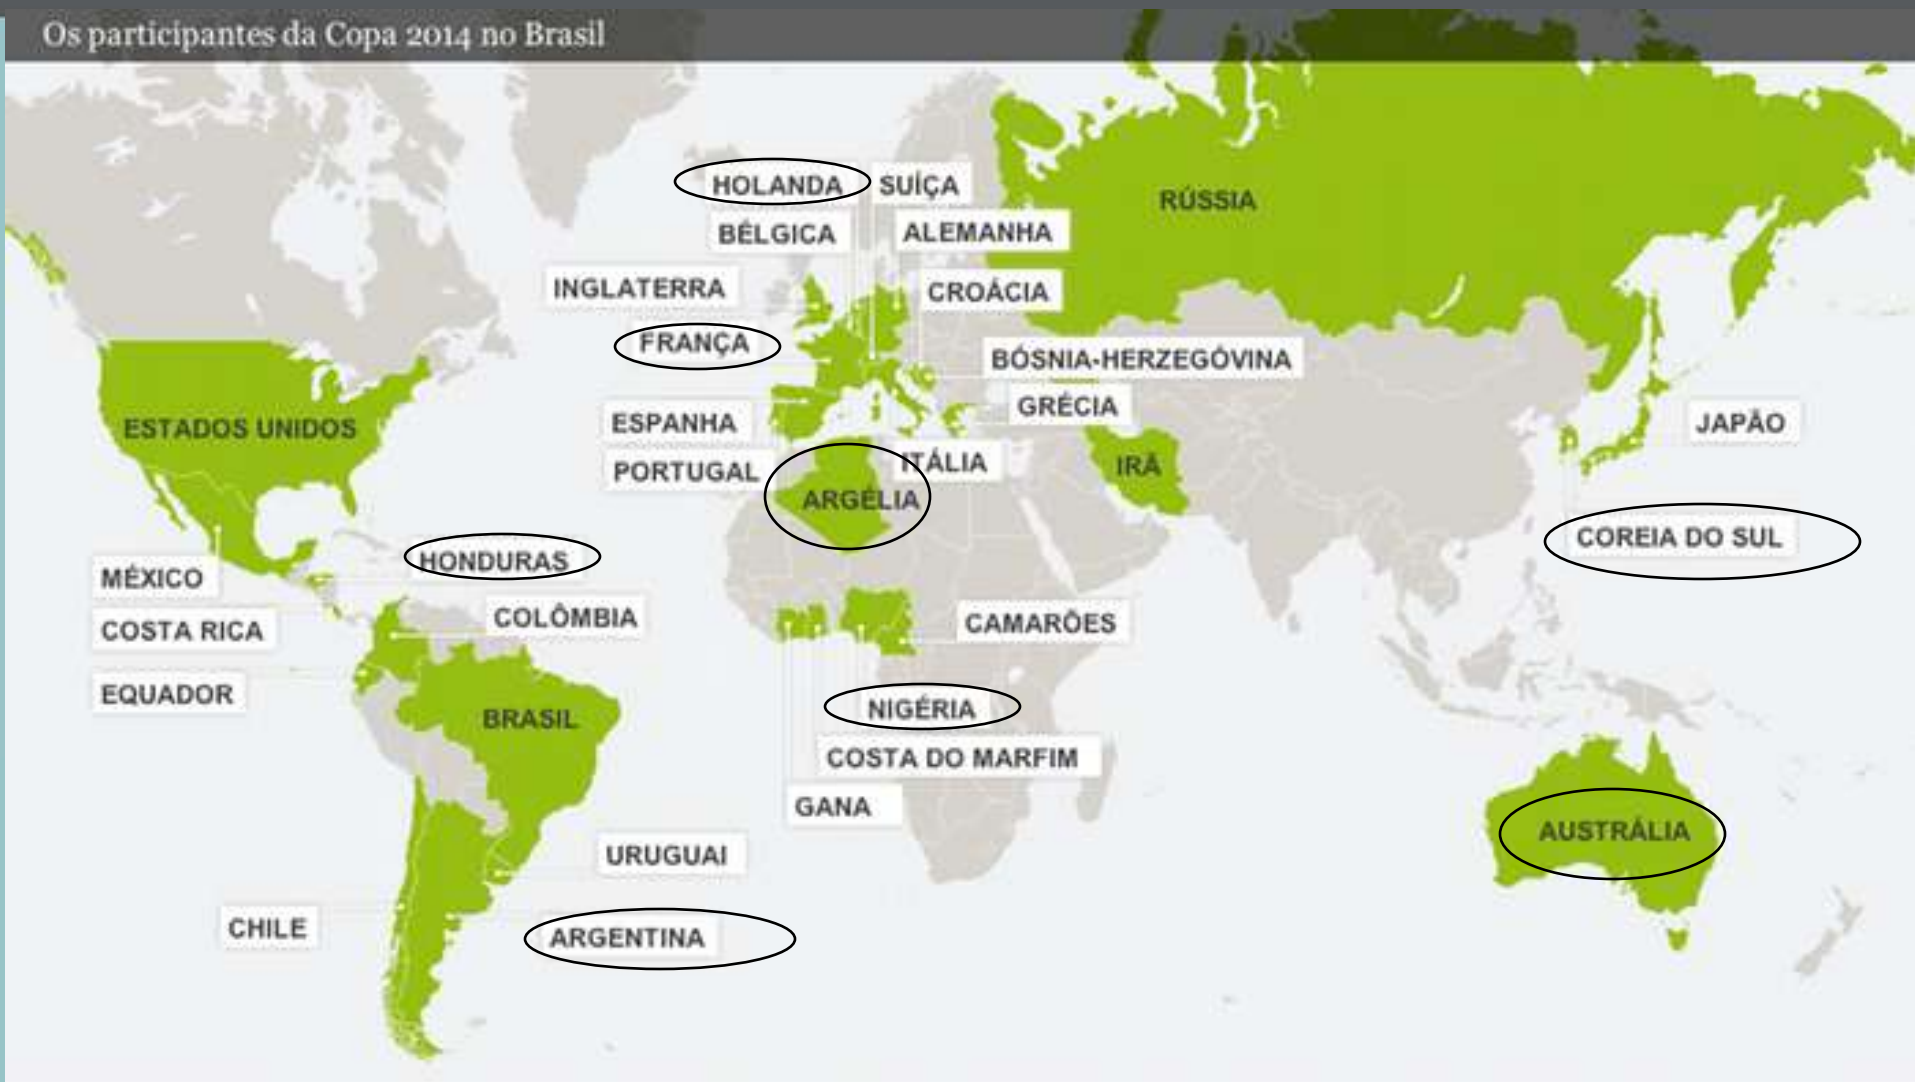 Os participantes da Copa 2014 no Brasil
HOLANDA
SUÍÇA
RÚSSIA
BÉLGICA
ALEMANHA
INGLATERRA
CROÁCIA
FRANÇA
BÓSNIA-HERZEGÓVINA
GRÉCIA
ESPANHA
JAPÃO
ESTADOS UNIDOS
PORTUGAL
ITÁLIA
IRÃ
ARGÉLIA
COREIA DO SUL
HONDURAS
MÉXICO
COLÔMBIA
CAMARÕES
COSTA RICA
EQUADOR
NIGÉRIA
BRASIL
COSTA DO MARFIM
GANA
AUSTRÁLIA
URUGUAI
CHILE
ARGENTINA